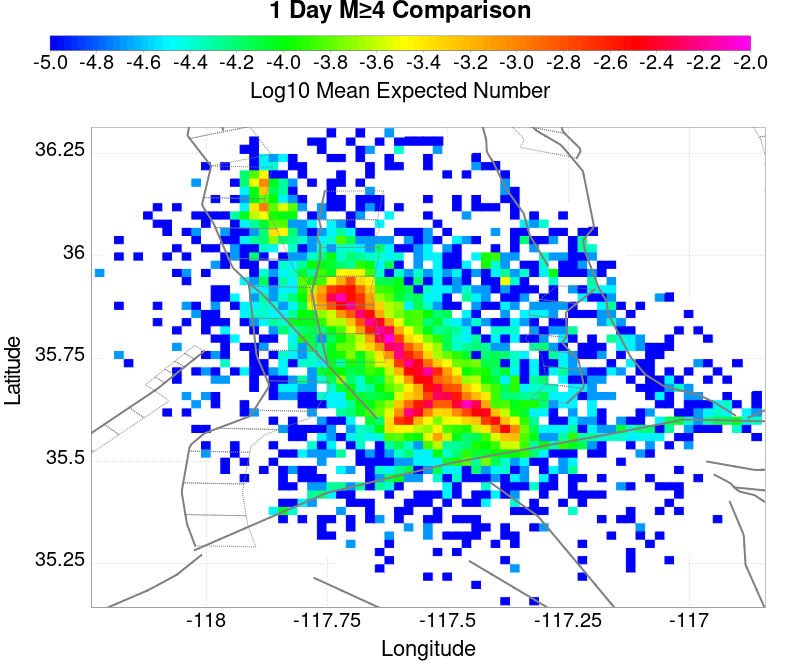 1 Day M≥4 Comparison
-5.0 -4.8 -4.6 -4.4 -4.2 -4.0 -3.8 -3.6 -3.4 -3.2 -3.0 -2.8 -2.6 -2.4 -2.2 -2.0
Log10 Mean Expected Number
36.25
36
35.75
35.5
35.25
Latitude
-118 -117.75 -117.5 -117.25 -117
Longitude